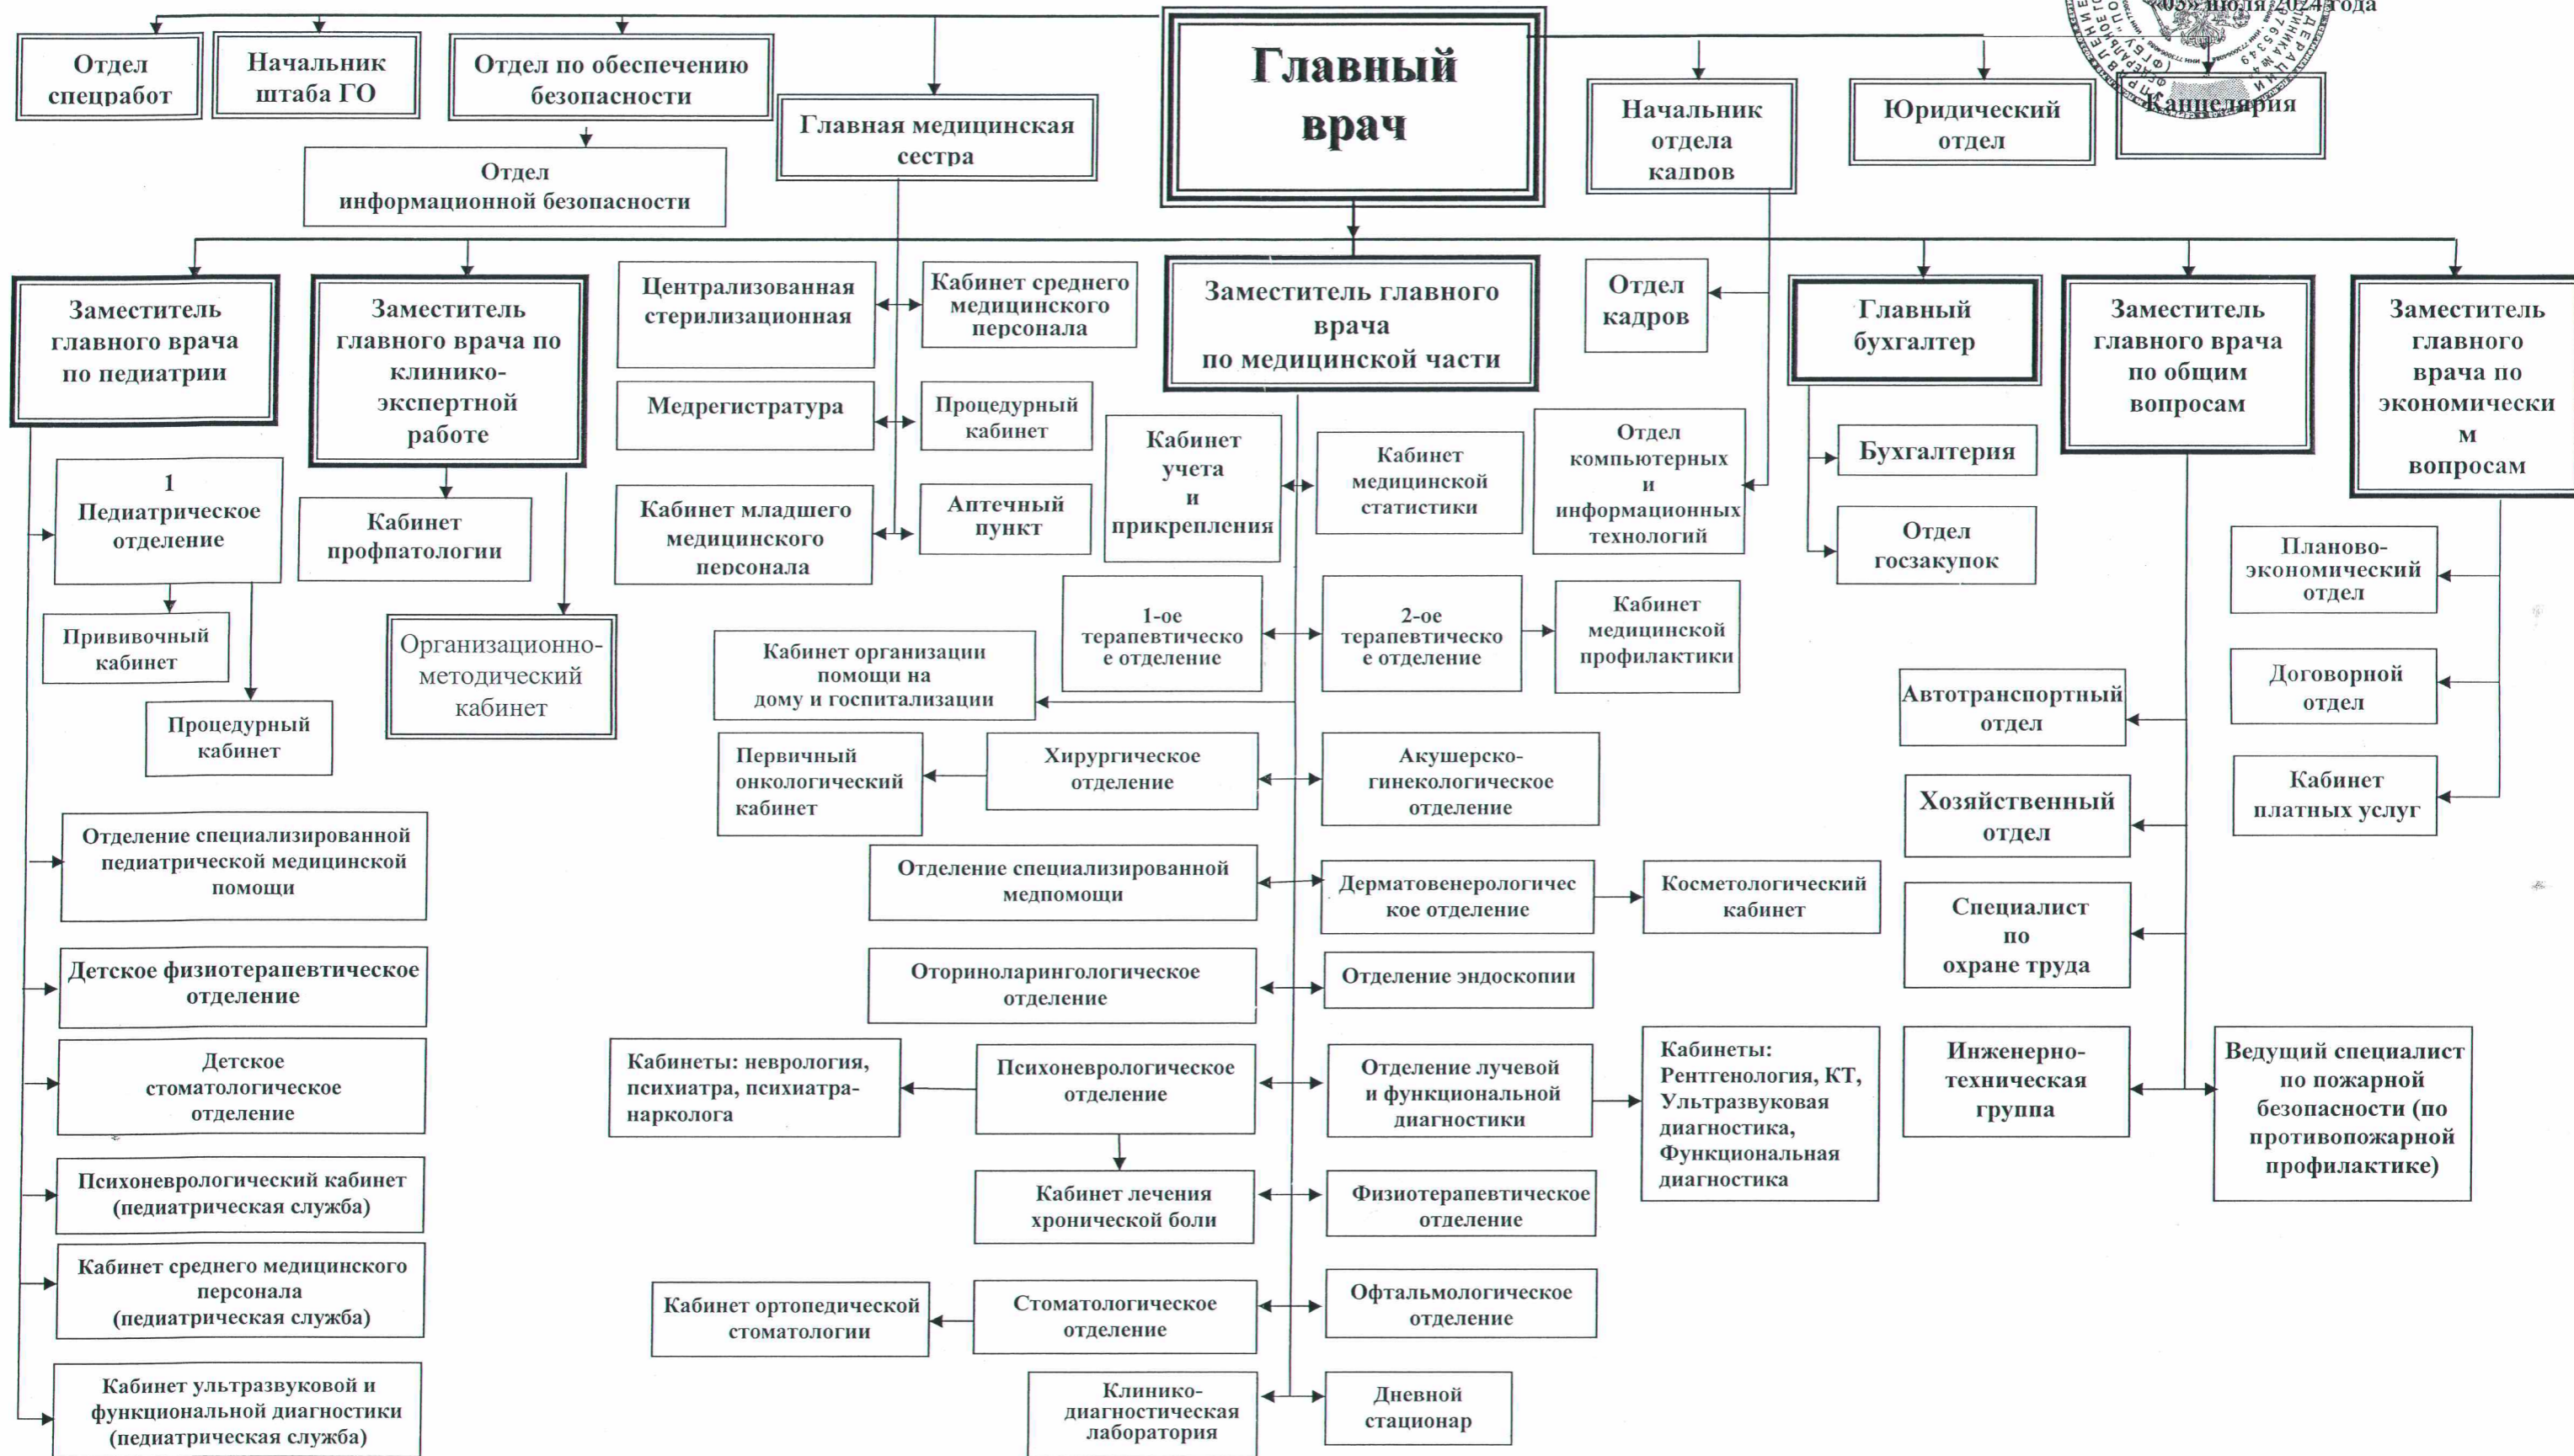 «05» июля 2024 года
Главный
врач
Отдел
спецработ
Начальник
штаба ГО
Отдел по обеспечению
безопасности
Главная медицинская
сестра
Начальник
отдела
кадров
Юридический
отдел
Канцелярия
Отдел
информационной безопасности
Заместитель
главного врача
по педиатрии
Заместитель
главного врача по
клинико-
экспертной
работе
Централизованная
стерилизационная
Кабинет среднего
медицинского
персонала
Заместитель главного
врача
по медицинской части
Отдел
кадров
Главный
бухгалтер
Заместитель
главного врача
по общим
вопросам
Заместитель
главного
врача по
экономически
м
вопросам
Медрегистратура
Процедурный
кабинет
Кабинет младшего
медицинского
персонала
Аптечный
пункт
Кабинет
учета
и
прикрепления
Кабинет
медицинской
статистики
Отдел
компьютерных
и
информационных
технологий
Бухгалтерия
Отдел
госзакупок
1
Педиатрическое
отделение
Кабинет
профпатологии
Прививочный
кабинет
Процедурный
кабинет
Организационно-
методический
кабинет
1-ое
терапевтическо
е отделение
2-ое
терапевтическо
е отделение
Кабинет
медицинской
профилактики
Кабинет организации
помощи на
дому и госпитализации
Планово-
экономический
отдел
Договорной
отдел
Кабинет
платных услуг
Автотранспортный
отдел
Хозяйственный
отдел
Специалист
по
охране труда
Инженерно-
техническая
группа
Ведущий специалист
по пожарной
безопасности (по
противопожарной
профилактике)
Первичный
онкологический
кабинет
Хирургическое
отделение
Акушерско-
гинекологическое
отделение
Отделение специализированной
педиатрической медицинской
помощи
Отделение специализированной
медпомощи
Дерматовенерологичес
кое отделение
Косметологический
кабинет
Детское физиотерапевтическое
отделение
Оториноларингологическое
отделение
Отделение эндоскопии
Детское
стоматологическое
отделение
Кабинеты: неврология,
психиатра, психиатра-
нарколога
Психоневрологическое
отделение
Отделение лучевой
и функциональной
диагностики
Кабинеты:
Рентгенология, КТ,
Ультразвуковая
диагностика,
Функциональная
диагностика
Психоневрологический кабинет
(педиатрическая служба)
Кабинет лечения
хронической боли
Физиотерапевтическое
отделение
Кабинет среднего медицинского
персонала
(педиатрическая служба)
Кабинет ортопедической
стоматологии
Стоматологическое
отделение
Офтальмологическое
отделение
Кабинет ультразвуковой и
функциональной диагностики
(педиатрическая служба)
Клинико-
диагностическая
лаборатория
Дневной
стационар